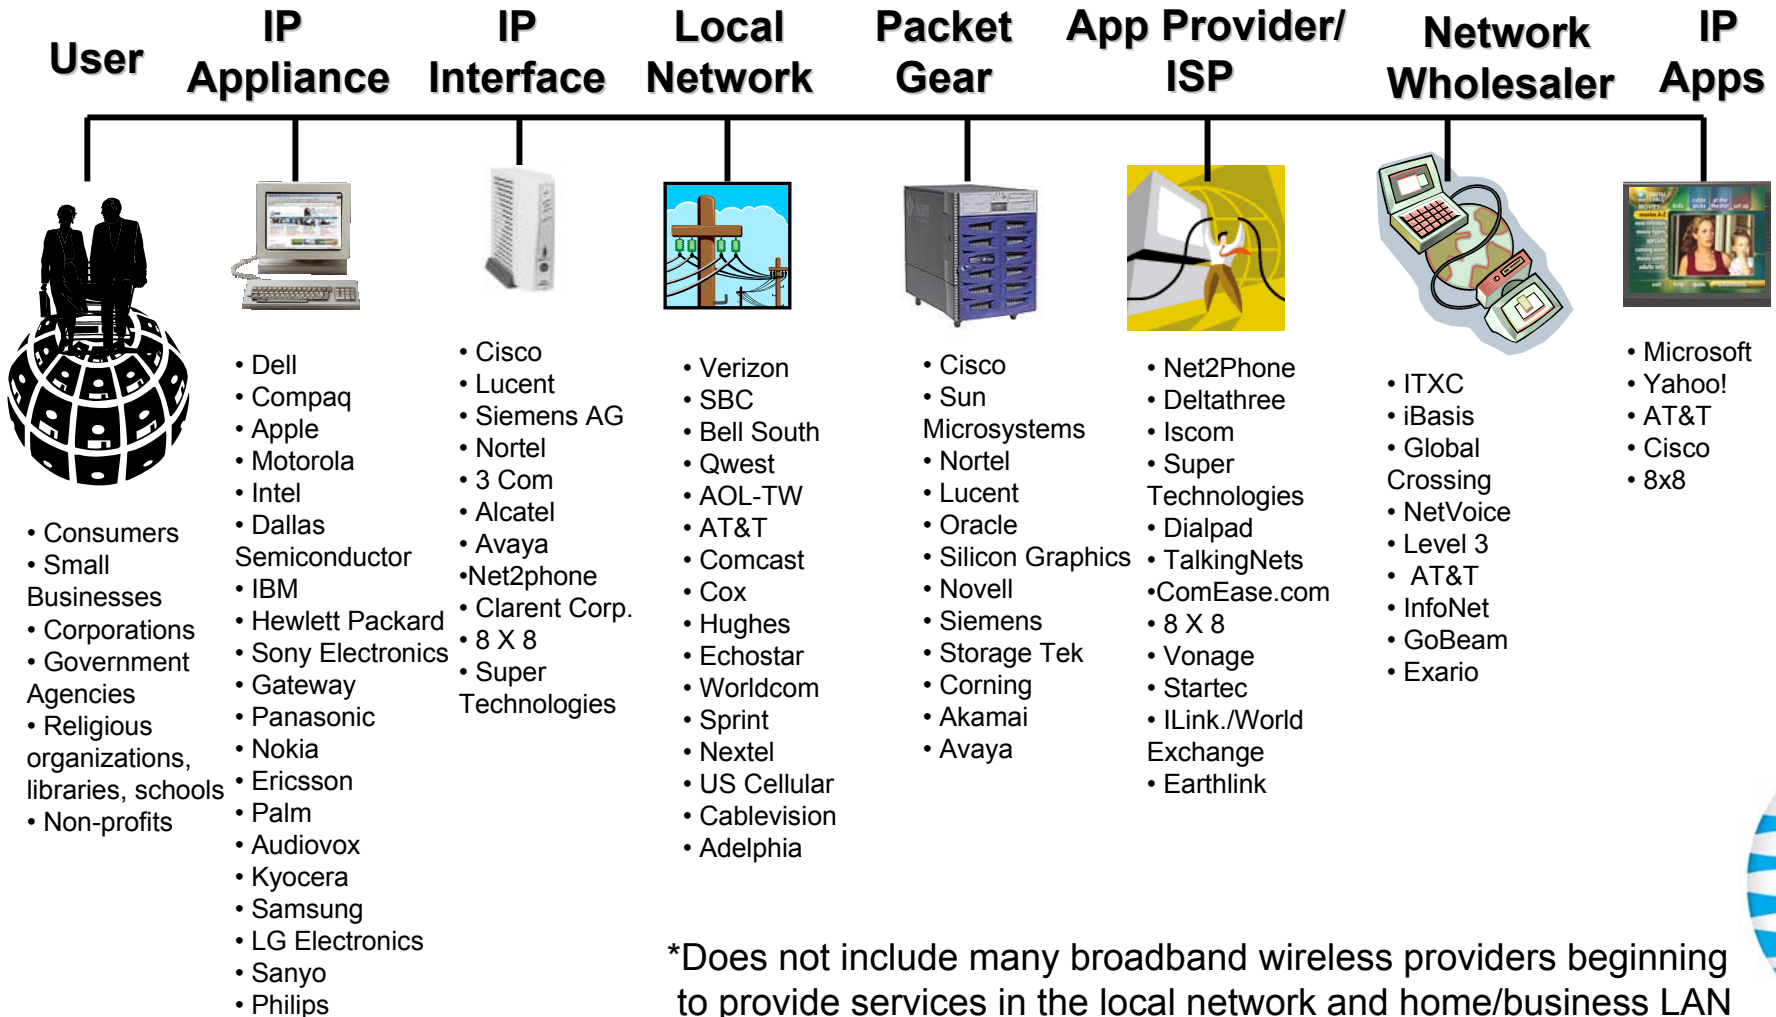 User
IP
Appliance
IP
Interface
Local
Network
Packet
Gear
App Provider/
ISP
Network
Wholesaler
IP
Apps
• Consumers
• Small
Businesses
• Corporations
• Government
Agencies
• Religious
organizations,
libraries, schools
• Non-profits
• Dell
• Compaq
• Apple
• Motorola
• Intel
• Dallas
Semiconductor
• IBM
• Hewlett Packard
• Sony Electronics
• Gateway
• Panasonic
• Nokia
• Ericsson
• Palm
• Audiovox
• Kyocera
• Samsung
• LG Electronics
• Sanyo
• Philips
• Cisco
• Lucent
• Siemens AG
• Nortel
• 3 Com
• Alcatel
• Avaya
•Net2phone
• Clarent Corp.
• 8 X 8
• Super
Technologies
• Verizon
• SBC
• Bell South
• Qwest
• AOL-TW
• AT&T
• Comcast
• Cox
• Hughes
• Echostar
• Worldcom
• Sprint
• Nextel
• US Cellular
• Cablevision
• Adelphia
• Cisco
• Sun
Microsystems
• Nortel
• Lucent
• Oracle
• Silicon Graphics
• Novell
• Siemens
• Storage Tek
• Corning
• Akamai
• Avaya
• Net2Phone
• Deltathree
• Iscom
• Super
Technologies
• Dialpad
• TalkingNets
•ComEase.com
• 8 X 8
• Vonage
• Startec
• ILink./World
Exchange
• Earthlink
• ITXC
• iBasis
• Global
Crossing
• NetVoice
• Level 3
• AT&T
• InfoNet
• GoBeam
• Exario
kids
movies A-Z
adults only
exit help guide
• Microsoft
• Yahoo!
• AT&T
• Cisco
• 8x8
*Does not include many broadband wireless providers beginning
to provide services in the local network and home/business LAN